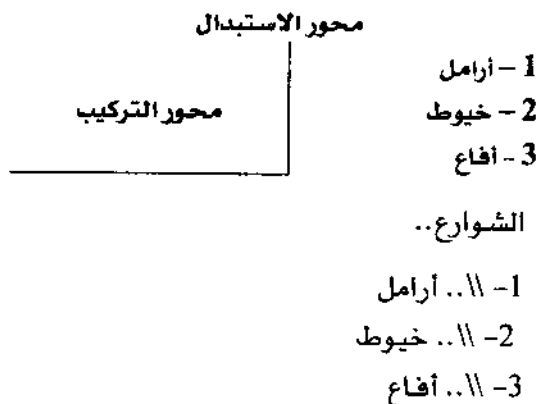 محور الاستبدال
1 - أرامل
محور التركيب
2 - خيوط
3 - أفاع
الشوارع..
1- \\.. أرامل
2- \\.. خيوط
3- \\.. أفاع